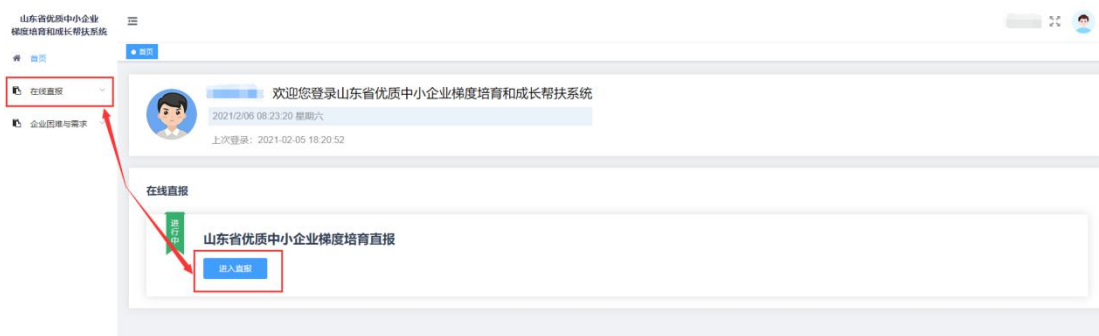 山东省优质中小企业
梯度培育和成长帮扶系统
首页
在线直报
企业困难与需求
首页
欢迎您登录山东省优质中小企业梯度培育和成长帮扶系统
2021/2/06 08:23:20 星期六
上次登录：2021-02-05 18:20:52
在线直报
进行中
山东省优质中小企业梯度培育直报
进入直报